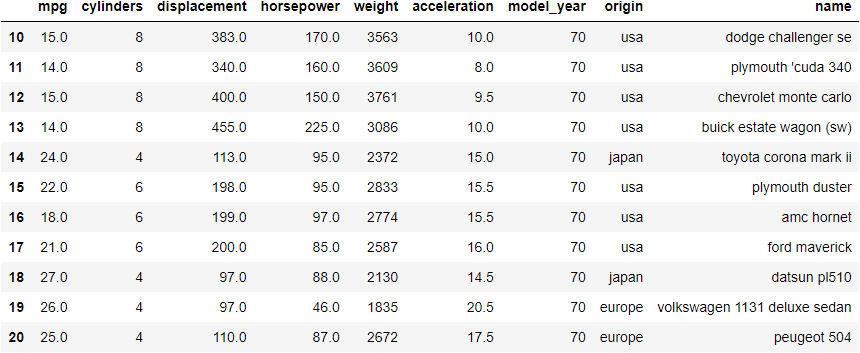 mpg cylinders displacement horsepower weight acceleration model_year origin name
10 15.0 8 383.0 170.0 3563 10.0 70 usa dodge challenger se
11 14.0 8 340.0 160.0 3609 8.0 70 usa plymouth 'cuda 340
12 15.0 8 400.0 150.0 3761 9.5 70 usa chevrolet monte carlo
13 14.0 8 455.0 225.0 3086 10.0 70 usa buick estate wagon (sw)
14 24.0 4 113.0 95.0 2372 15.0 70 japan toyota corona mark ii
15 22.0 6 198.0 95.0 2833 15.5 70 usa plymouth duster
16 18.0 6 199.0 97.0 2774 15.5 70 usa amc hornet
17 21.0 6 200.0 85.0 2587 16.0 70 usa ford maverick
18 27.0 4 97.0 88.0 2130 14.5 70 japan datsun pl510
19 26.0 4 97.0 46.0 1835 20.5 70 europe volkswagen 1131 deluxe sedan
20 25.0 4 110.0 87.0 2672 17.5 70 europe peugeot 504